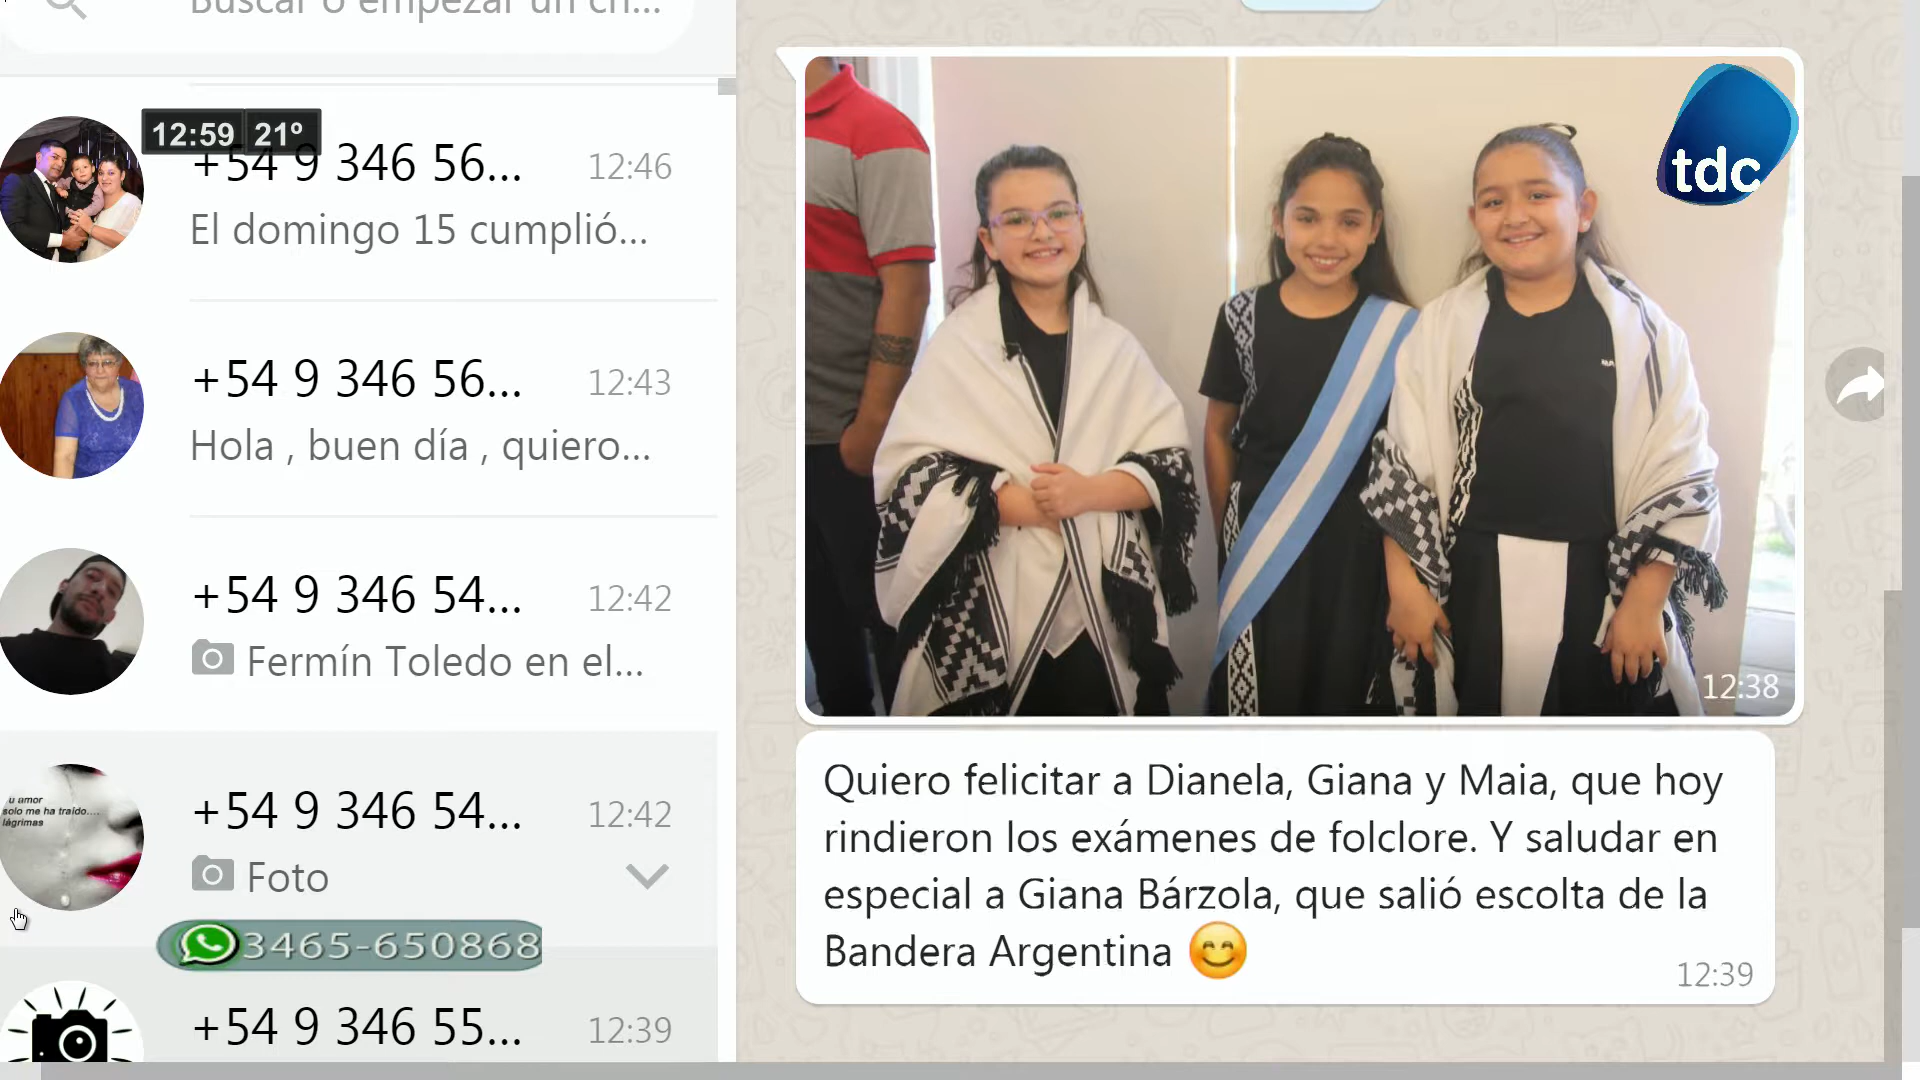 Buscar o empezar un ch...
12:59 21º
+54 9 346 56... 12:46
El domingo 15 cumplió...
+54 9 346 56... 12:43
Hola , buen día , quiero...
+54 9 346 54... 12:42
Fermín Toledo en el...
u amor
solo me ha traído....
lágrimas
+54 9 346 54... 12:42
Foto
3465-650868
+54 9 346 55... 12:39
tdc
12:38
Quiero felicitar a Dianela, Giana y Maia, que hoy
rindieron los exámenes de folclore. Y saludar en
especial a Giana Bárzola, que salió escolta de la
Bandera Argentina 😊
12:39